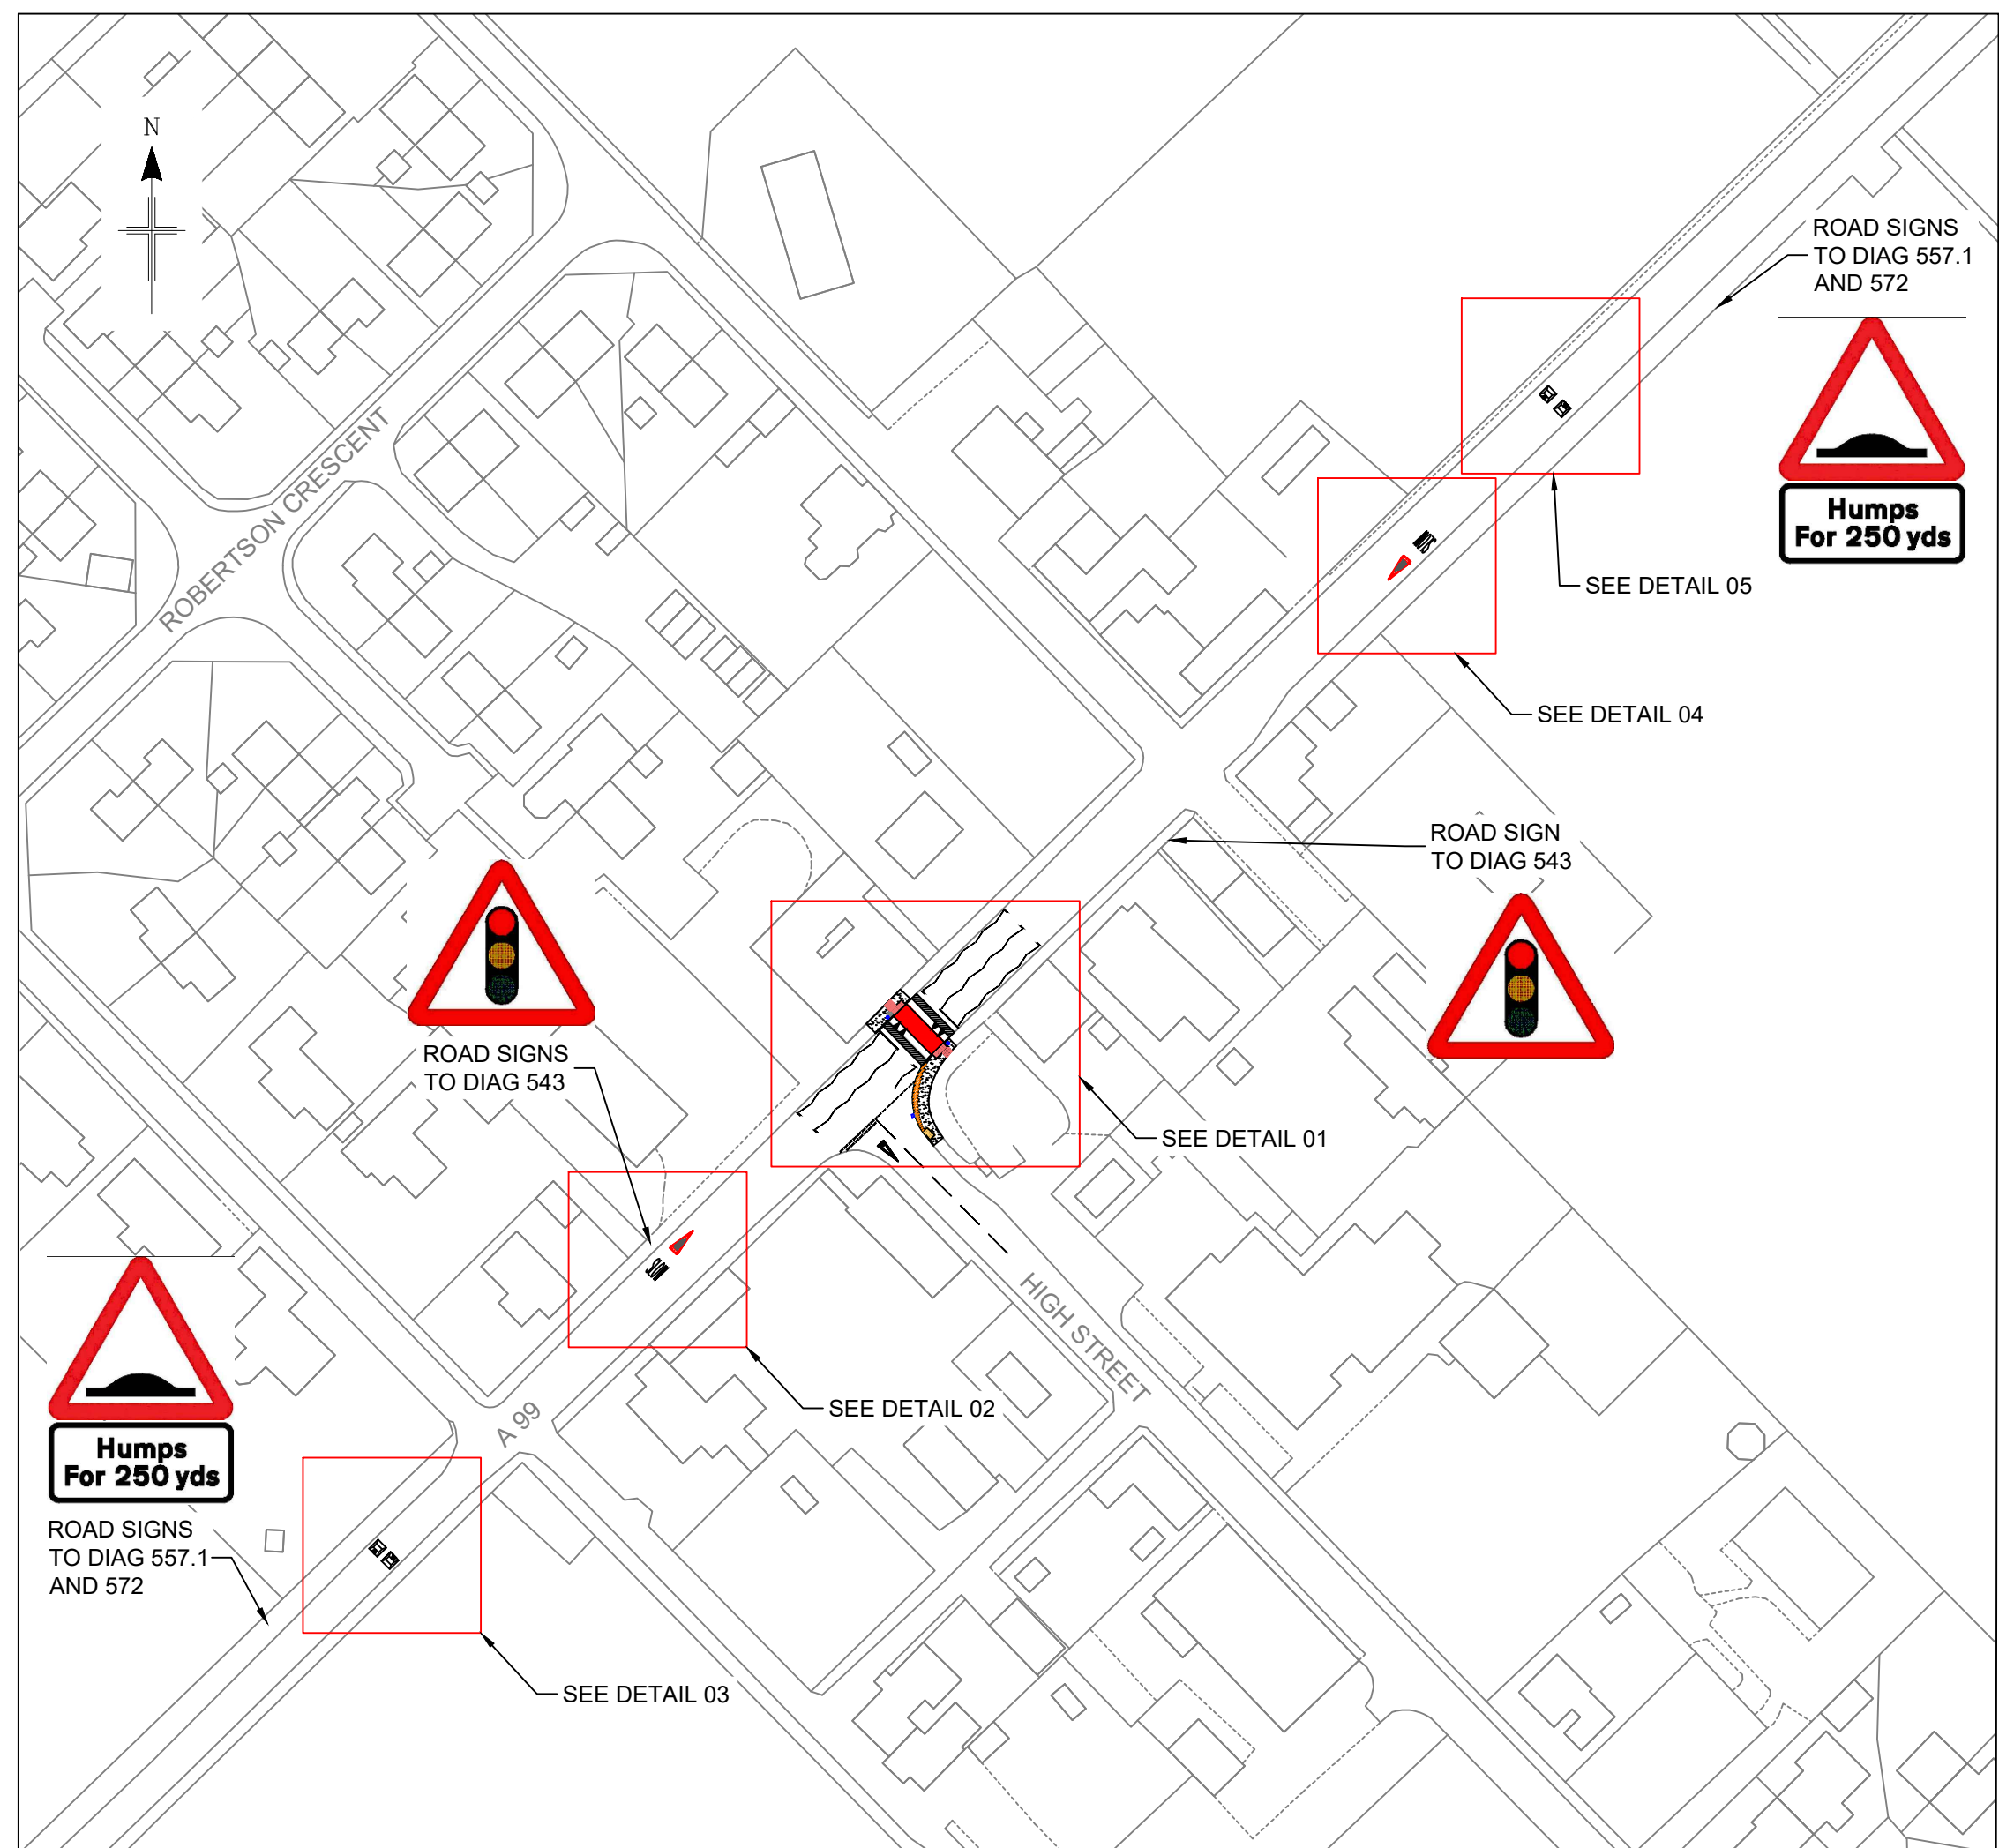 N
ROAD SIGNS
TO DIAG 557.1
AND 572
Humps
For 250 yds
ROBERTSON CRESCENT
SEE DETAIL 05
SEE DETAIL 04
ROAD SIGN
TO DIAG 543
ROAD SIGNS
TO DIAG 543
SEE DETAIL 01
HIGH STREET
SEE DETAIL 02
A 99
Humps
For 250 yds
ROAD SIGNS
TO DIAG 557.1
AND 572
SEE DETAIL 03